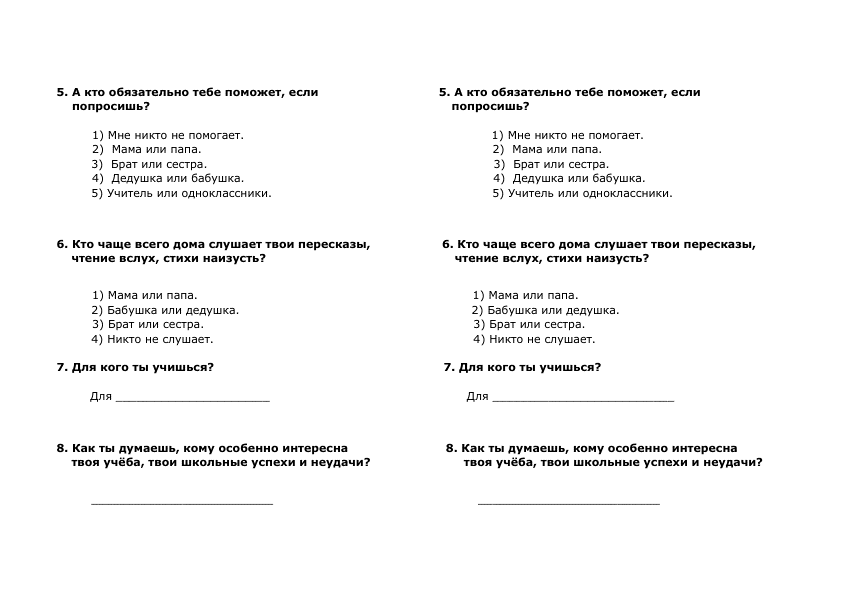 5. А кто обязательно тебе поможет, если
попросишь?
1) Мне никто не помогает.
2) Мама или папа.
3) Брат или сестра.
4) Дедушка или бабушка.
5) Учитель или одноклассники.
6. Кто чаще всего дома слушает твои пересказы,
чтение вслух, стихи наизусть?
1) Мама или папа.
2) Бабушка или дедушка.
3) Брат или сестра.
4) Никто не слушает.
7. Для кого ты учишься?
Для ______________________
8. Как ты думаешь, кому особенно интересна
твоя учёба, твои школьные успехи и неудачи?
__________________________
5. А кто обязательно тебе поможет, если
попросишь?
1) Мне никто не помогает.
2) Мама или папа.
3) Брат или сестра.
4) Дедушка или бабушка.
5) Учитель или одноклассники.
6. Кто чаще всего дома слушает твои пересказы,
чтение вслух, стихи наизусть?
1) Мама или папа.
2) Бабушка или дедушка.
3) Брат или сестра.
4) Никто не слушает.
7. Для кого ты учишься?
Для __________________________
8. Как ты думаешь, кому особенно интересна
твоя учёба, твои школьные успехи и неудачи?
__________________________